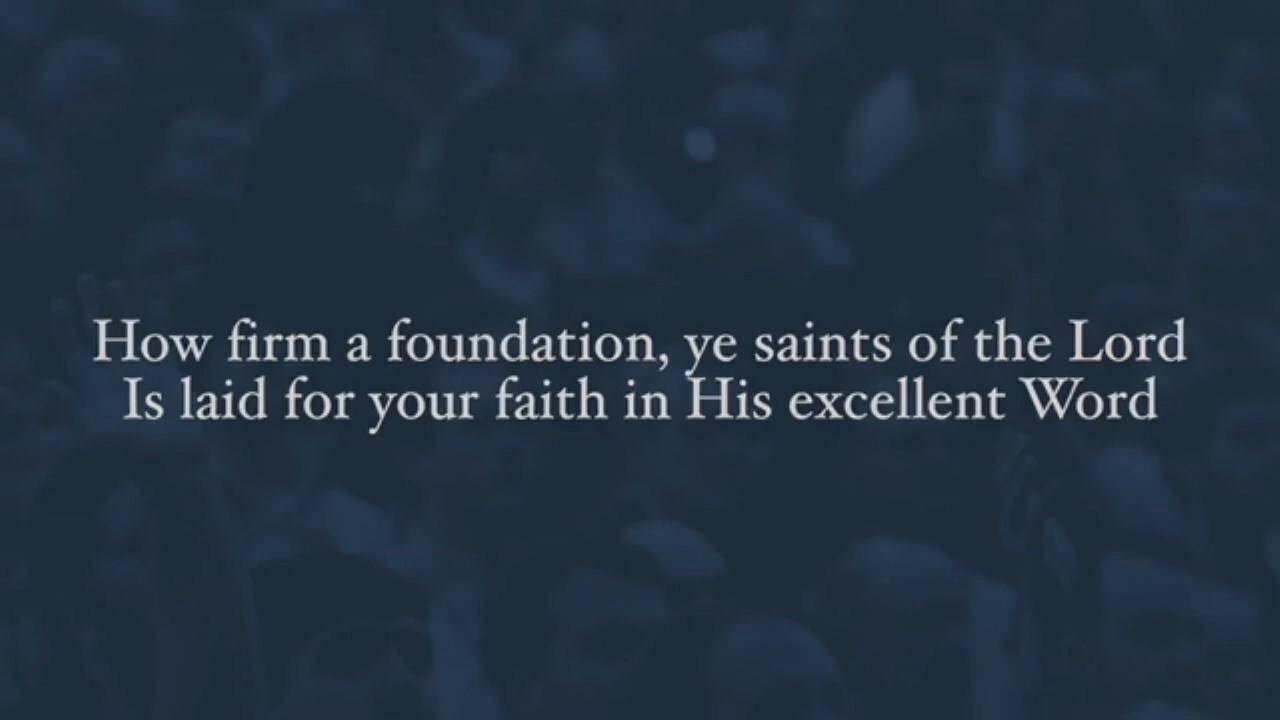 How firm a foundation, ye saints of the Lord
Is laid for your faith in His excellent Word